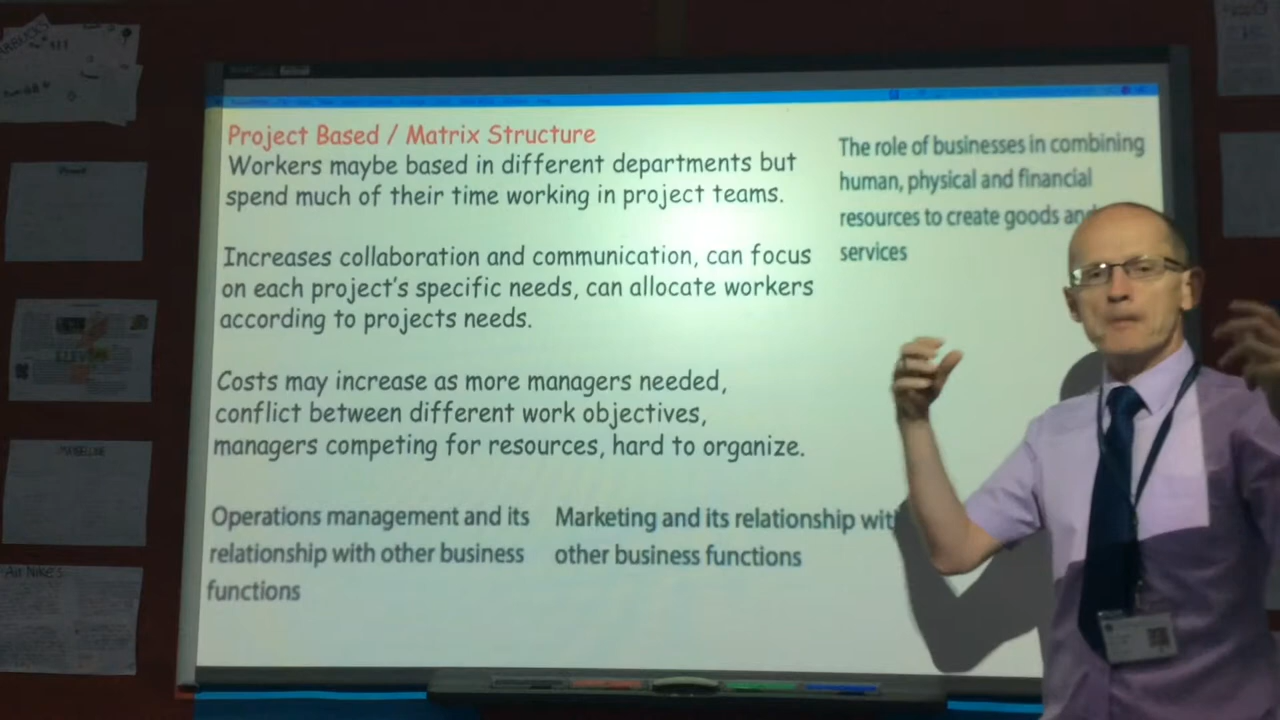 Project Based / Matrix Structure
Workers maybe based in different departments but
spend much of their time working in project teams.
Increases collaboration and communication, can focus
on each project's specific needs, can allocate workers
according to projects needs.
Costs may increase as more managers needed,
conflict between different work objectives,
managers competing for resources, hard to organize.
The role of businesses in combining
human, physical and financial
resources to create goods and
services
Operations management and its
relationship with other business
functions
Marketing and its relationship wit
other business functions
MAYBELLINE
Air Nike's